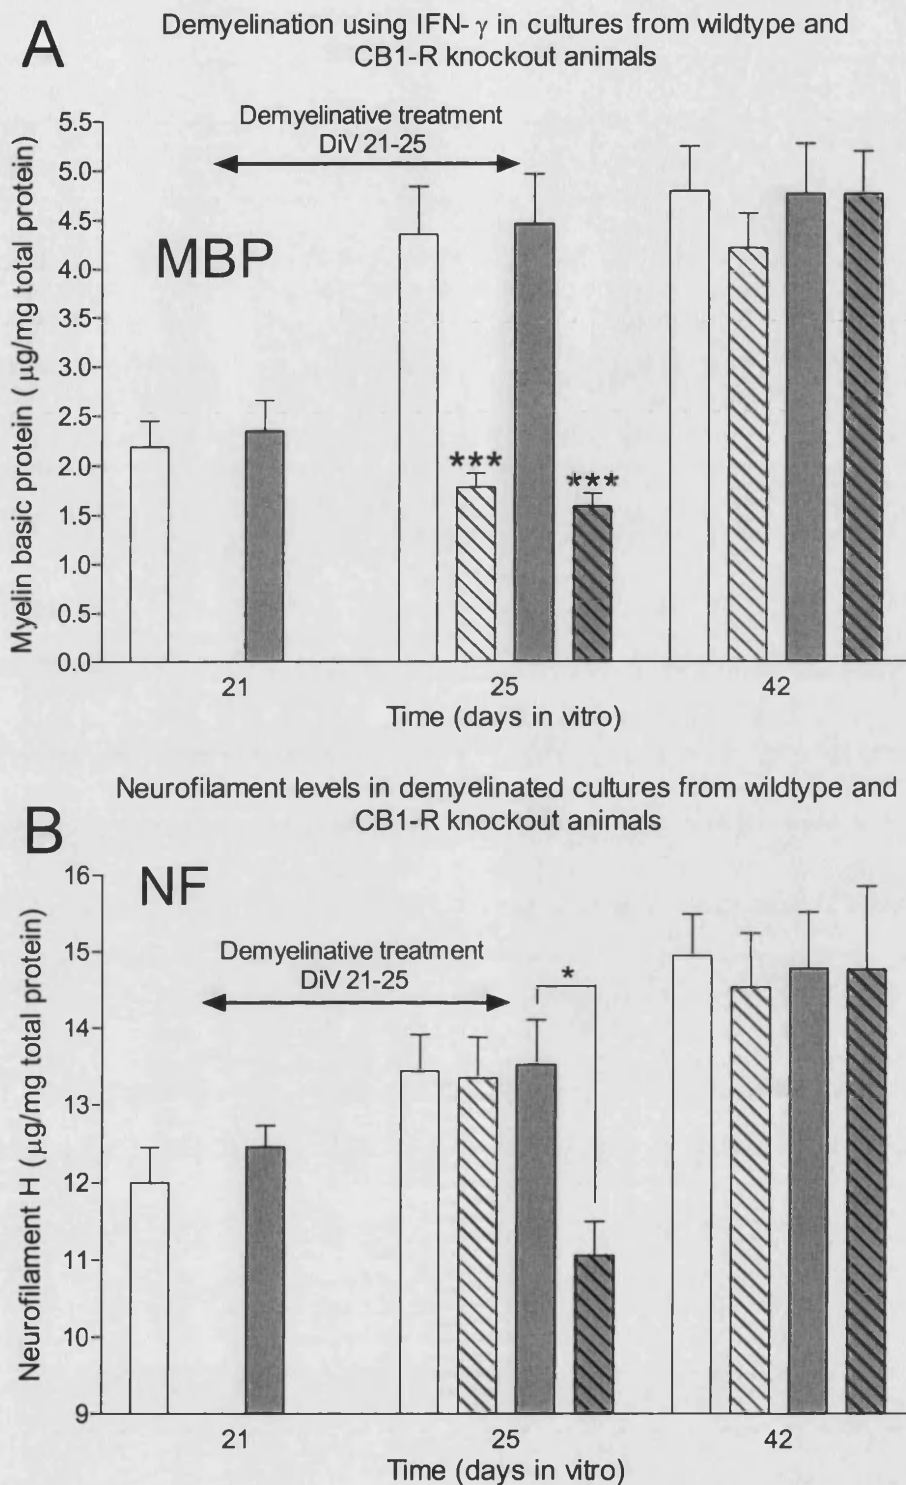 A
Demyelination using IFN- γ in cultures from wildtype and
CB1-R knockout animals
Myelin basic protein ( μg/mg total protein)
5.5
5.0
4.5
4.0
3.5
3.0
2.5
2.0
1.5
1.0
0.5
0.0
Demyelinative treatment
DiV 21-25
MBP
***
***
21
25
42
Time (days in vitro)
B
Neurofilament levels in demyelinated cultures from wildtype and
CB1-R knockout animals
Neurofilament H ( μg/mg total protein)
16
15
14
13
12
11
10
9
NF
Demyelinative treatment
DiV 21-25
*
21
25
42
Time (days in vitro)